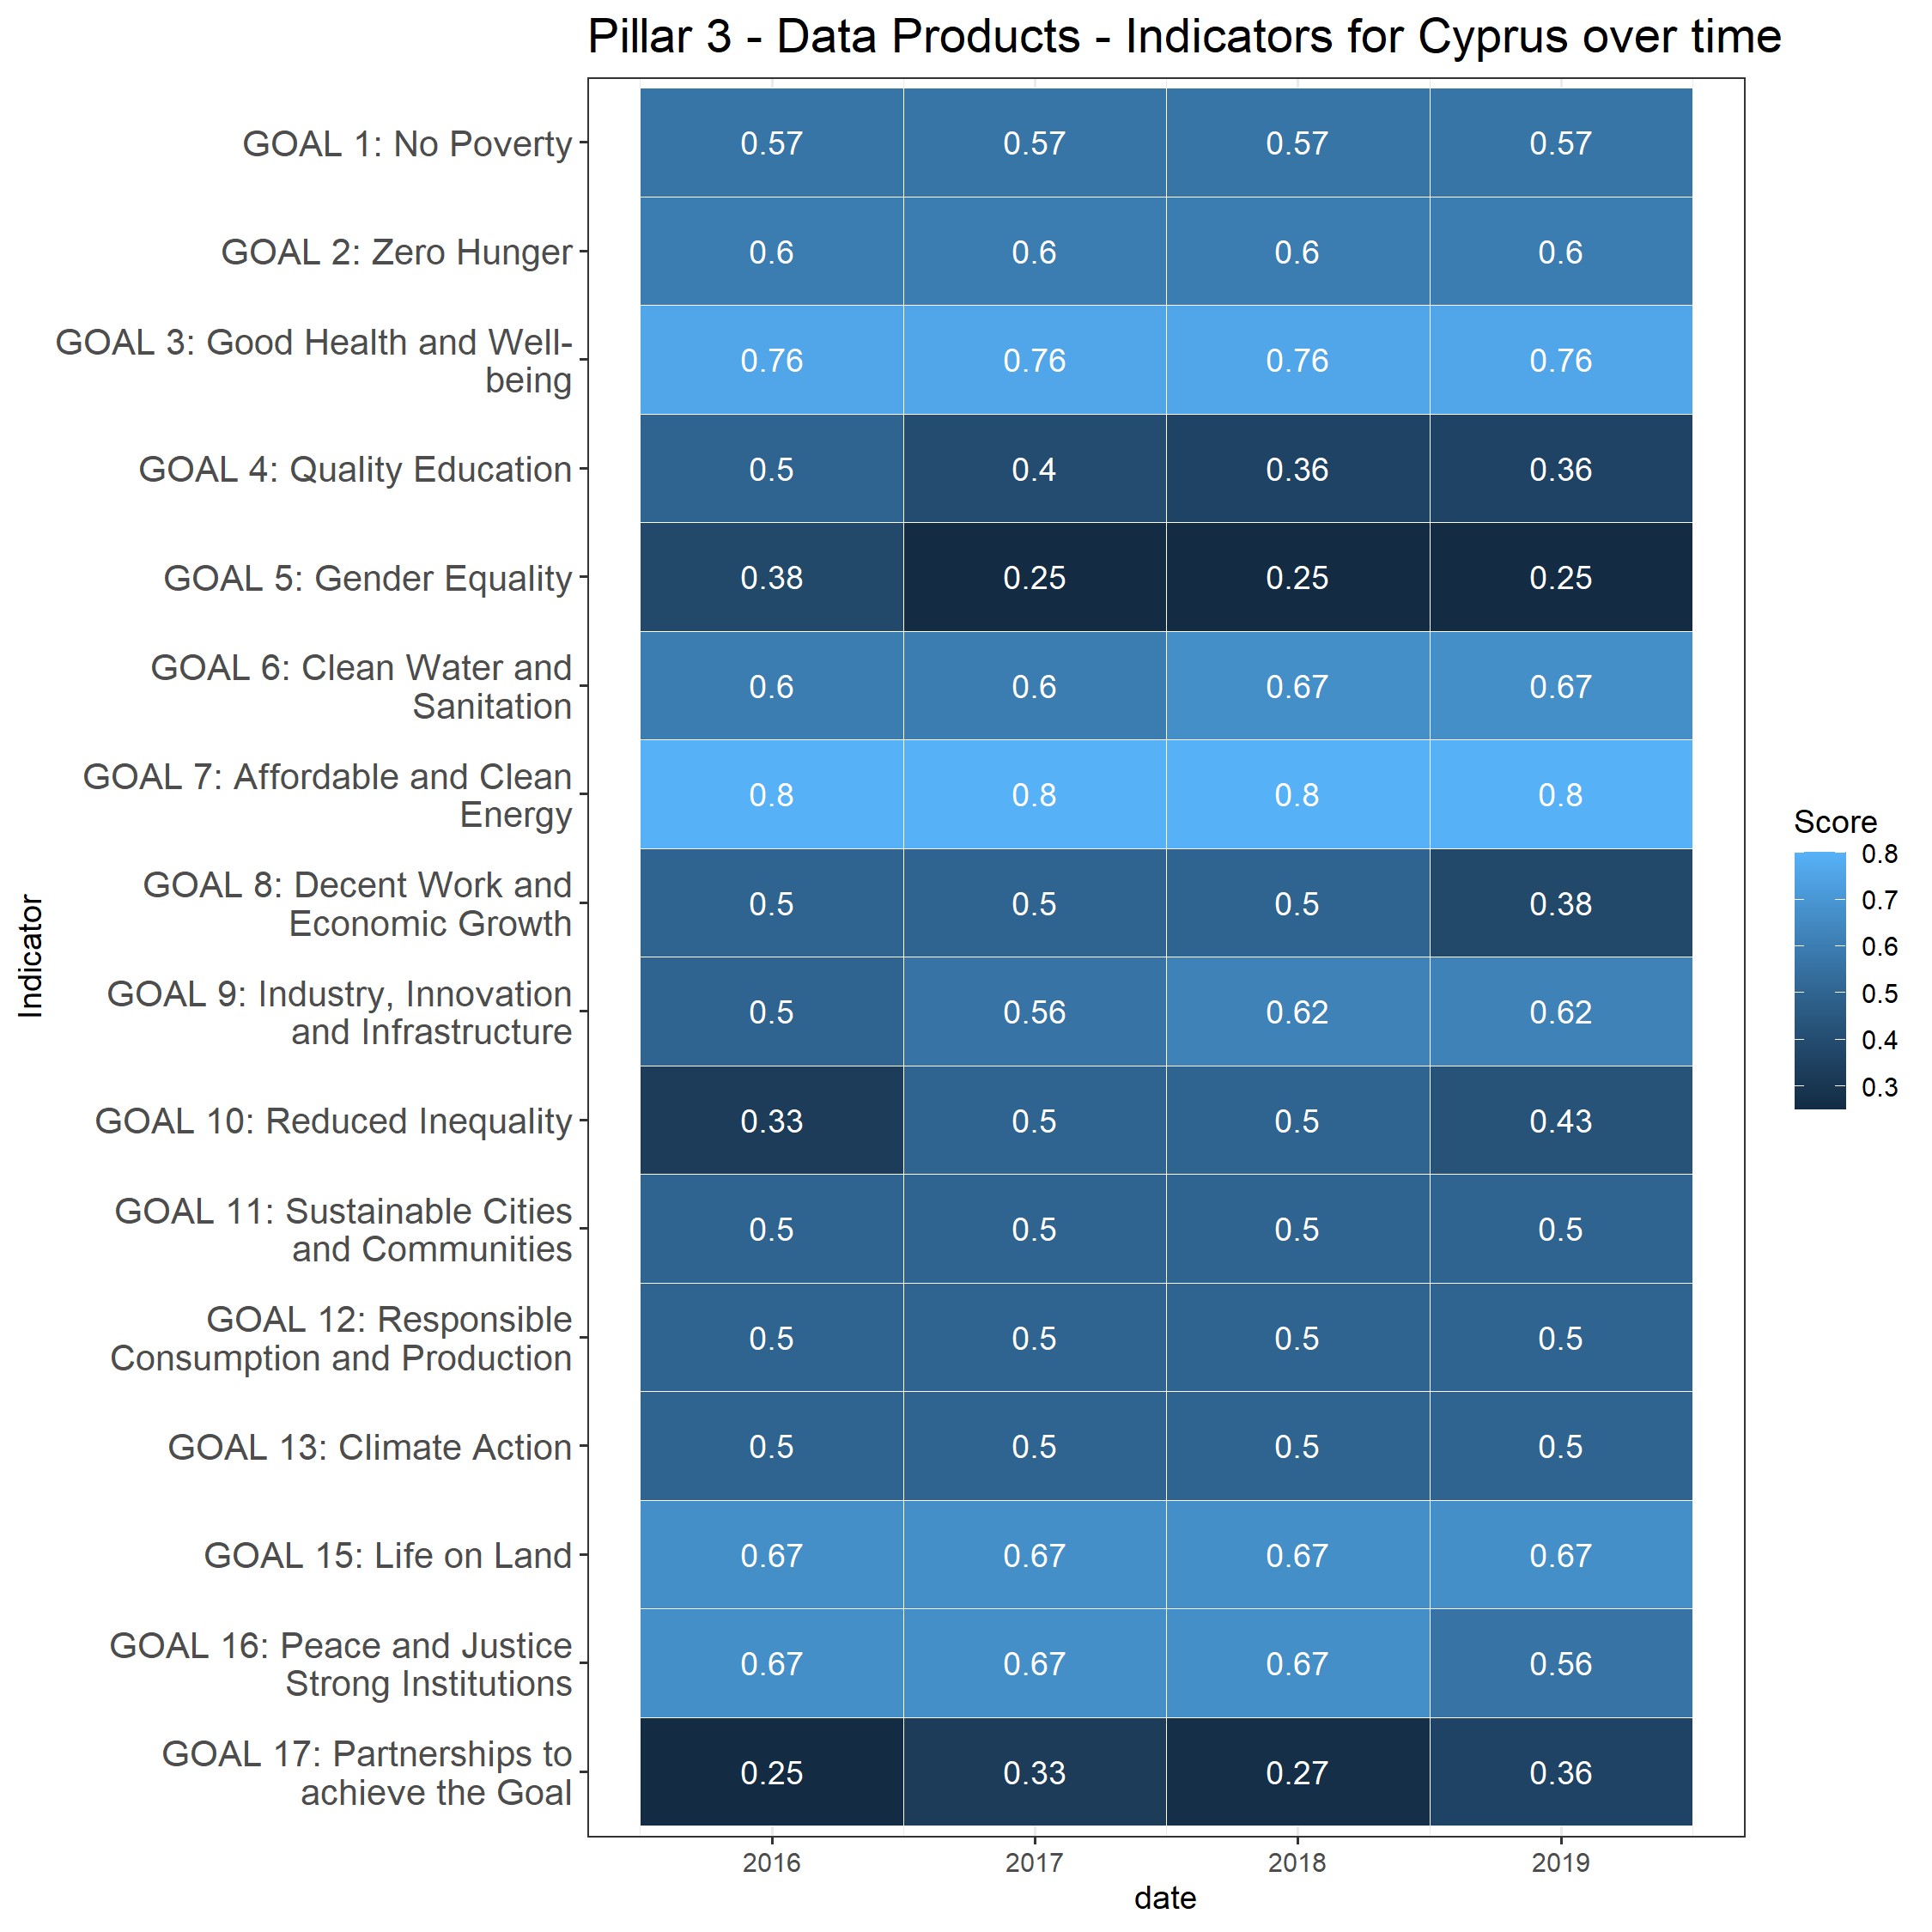 Pillar 3 - Data Products - Indicators for Cyprus over time
GOAL 1: No Poverty
0.57 0.57 0.57 0.57
GOAL 2: Zero Hunger
0.6 0.6 0.6 0.6
GOAL 3: Good Health and Well-
being
0.76 0.76 0.76 0.76
GOAL 4: Quality Education
0.5 0.4 0.36 0.36
GOAL 5: Gender Equality
0.38 0.25 0.25 0.25
GOAL 6: Clean Water and
Sanitation
0.6 0.6 0.67 0.67
GOAL 7: Affordable and Clean
Energy
0.8 0.8 0.8 0.8
GOAL 8: Decent Work and
Economic Growth
0.5 0.5 0.5 0.38
GOAL 9: Industry, Innovation
and Infrastructure
0.5 0.56 0.62 0.62
GOAL 10: Reduced Inequality
0.33 0.5 0.5 0.43
GOAL 11: Sustainable Cities
and Communities
0.5 0.5 0.5 0.5
GOAL 12: Responsible
Consumption and Production
0.5 0.5 0.5 0.5
GOAL 13: Climate Action
0.5 0.5 0.5 0.5
GOAL 15: Life on Land
0.67 0.67 0.67 0.67
GOAL 16: Peace and Justice
Strong Institutions
0.67 0.67 0.67 0.56
GOAL 17: Partnerships to
achieve the Goal
0.25 0.33 0.27 0.36
2016 2017 2018 2019
date
Indicator
Score
0.8
0.7
0.6
0.5
0.4
0.3